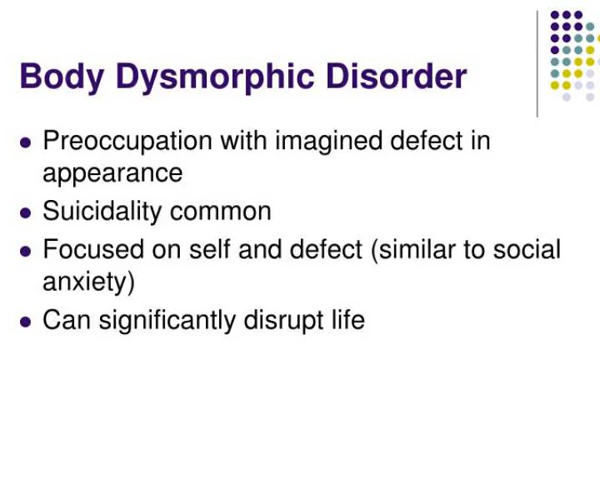 Body Dysmorphic Disorder
● Preoccupation with imagined defect in
appearance
● Suicidality common
● Focused on self and defect (similar to social
anxiety)
● Can significantly disrupt life